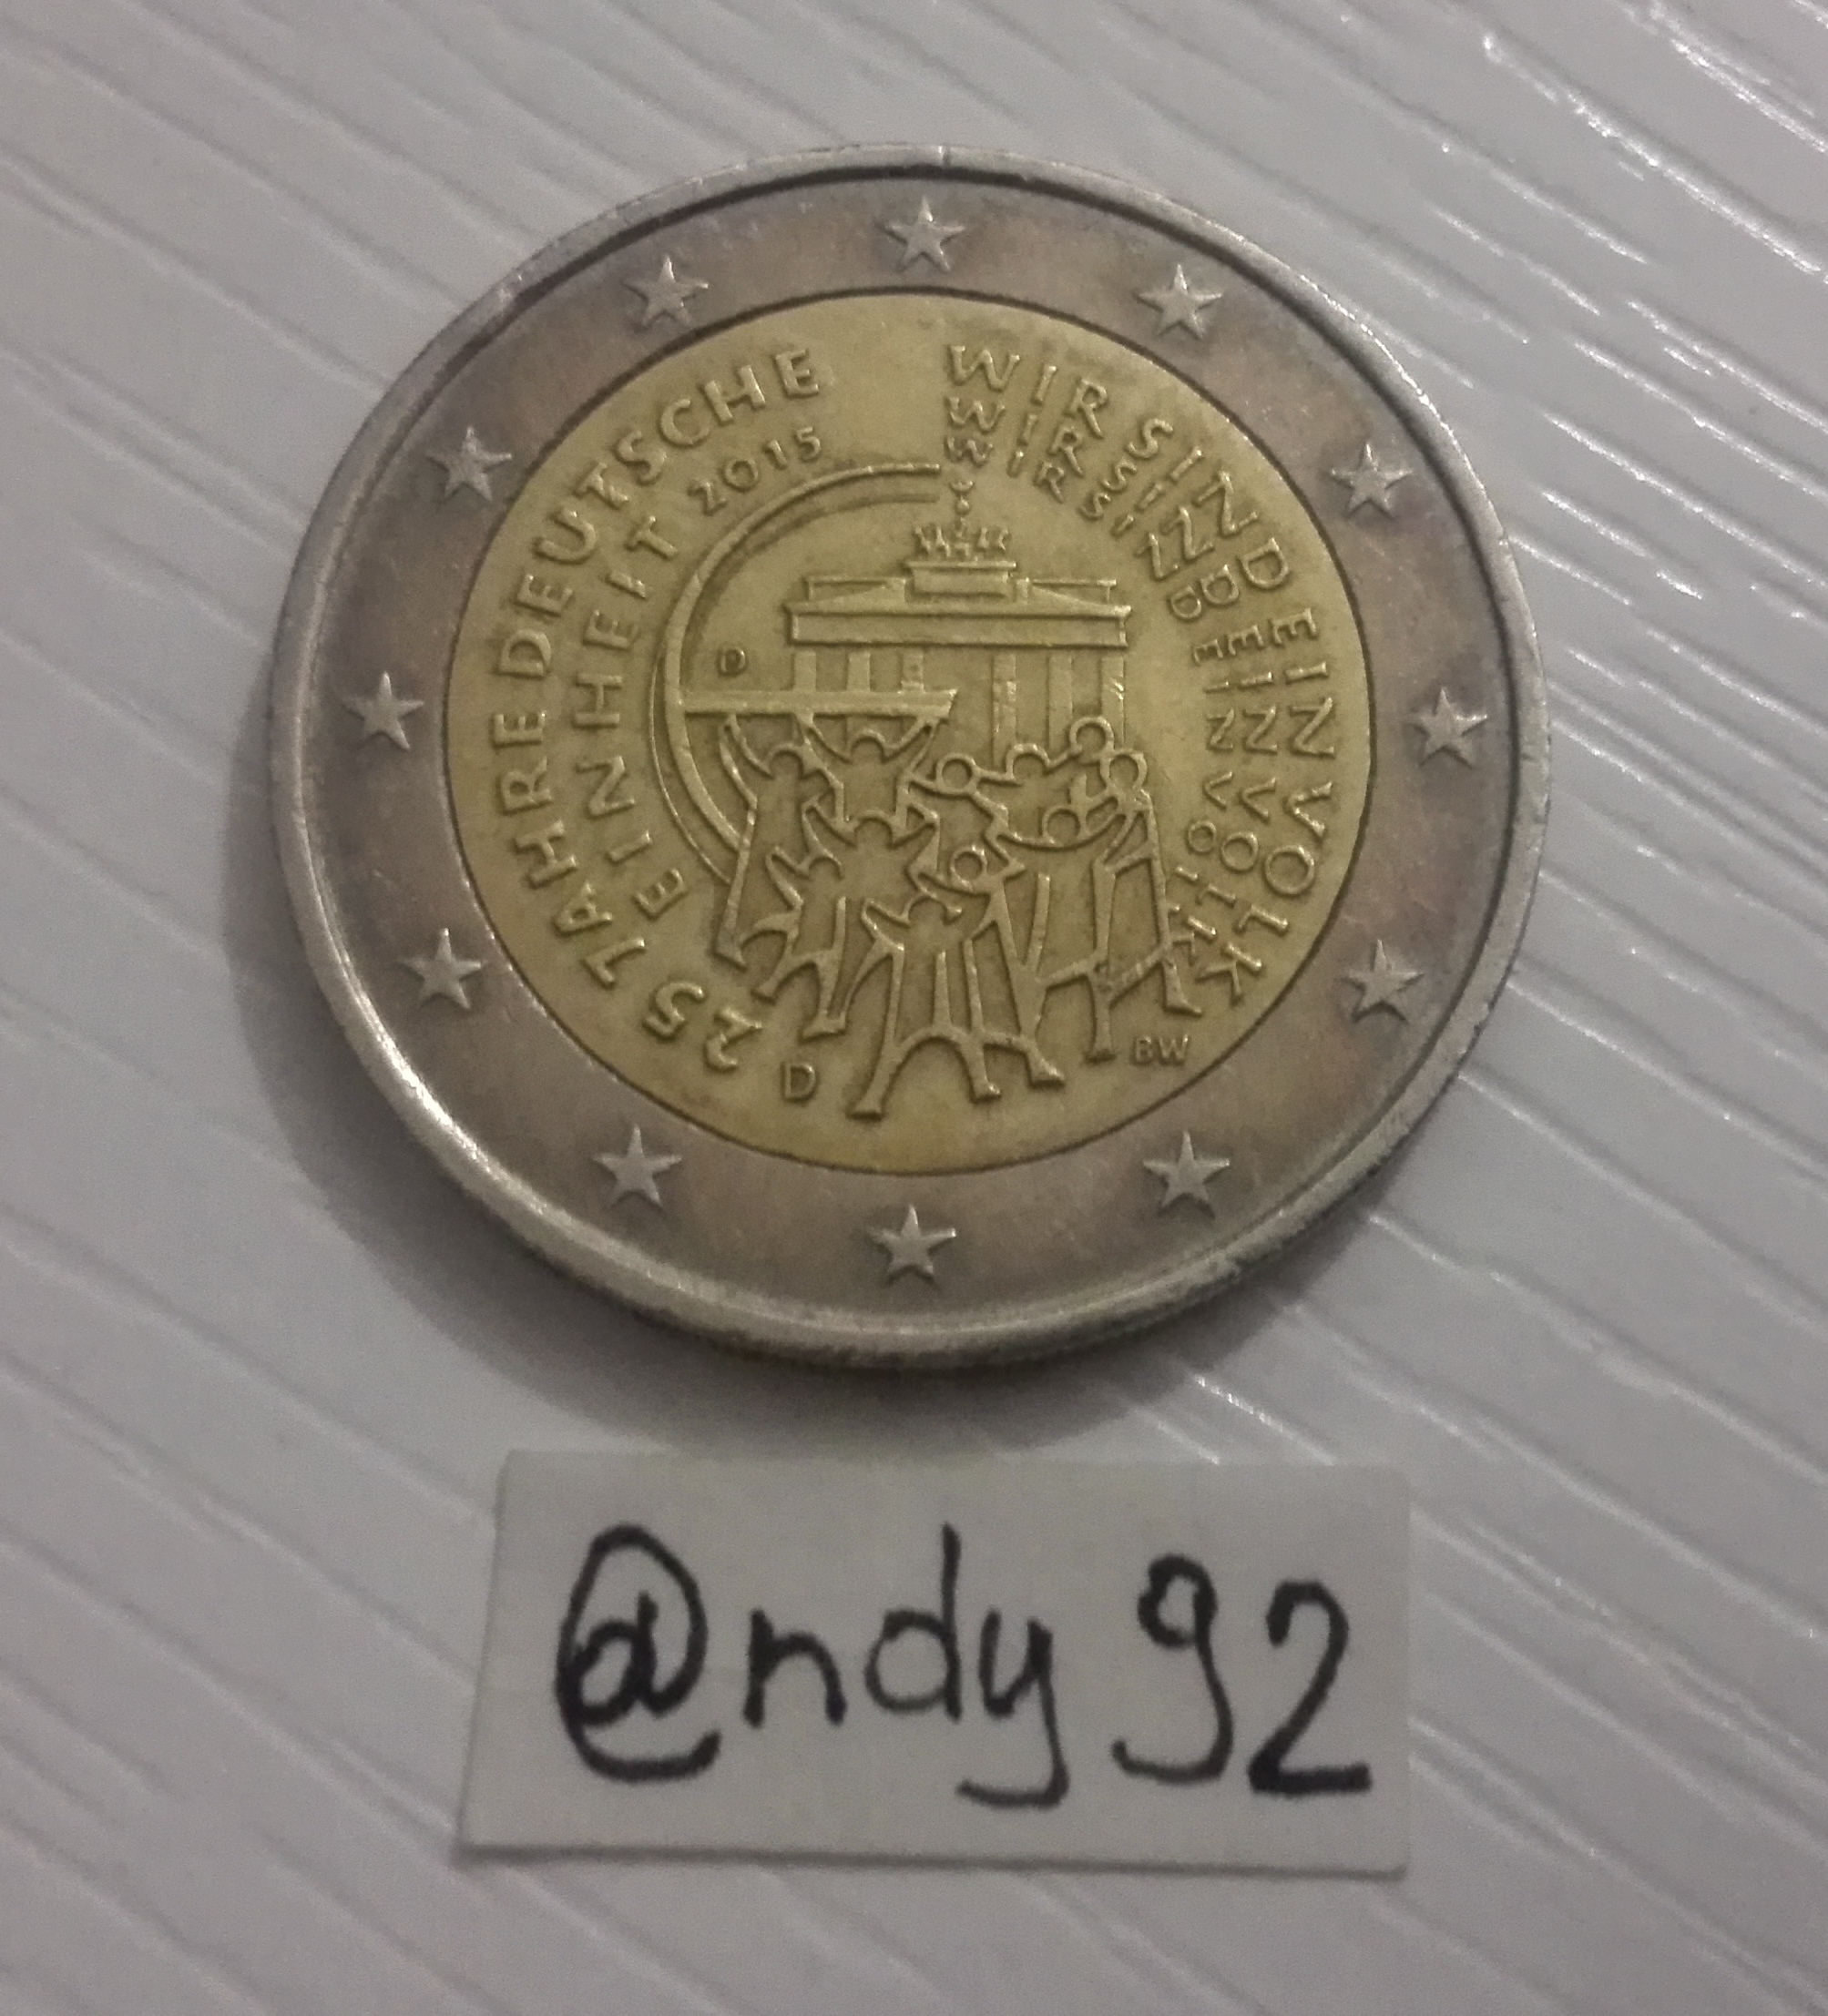 25 JAHRE DEUTSCHE
EINHEIT 2015
WIR SIND EIN VOLK
WIR SIND EIN VOLK
WIR SIND EIN VOLK
D
D
BW
@ndy 92